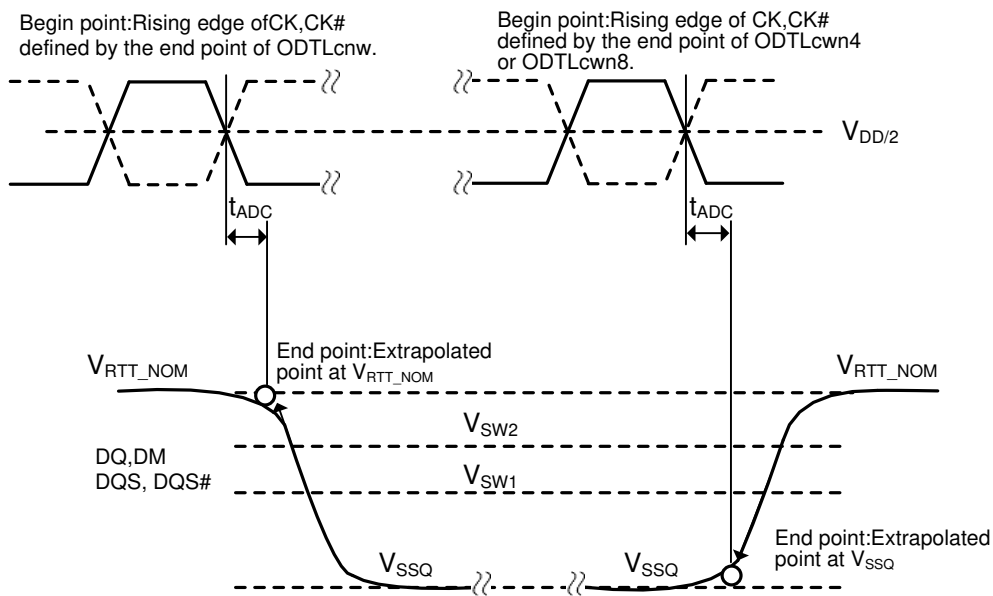 Begin point:Rising edge ofCK,CK#
defined by the end point of ODTLcnw.
Begin point:Rising edge of CK,CK#
defined by the end point of ODTLcwn4
or ODTLcwn8.
VDD/2
tADC
tADC
End point:Extrapolated
point at VRTT_NOM
VRTT_NOM
VRTT_NOM
VSW2
DQ,DM
DQS, DQS#
VSW1
End point:Extrapolated
point at VSSQ
VSSQ
VSSQ